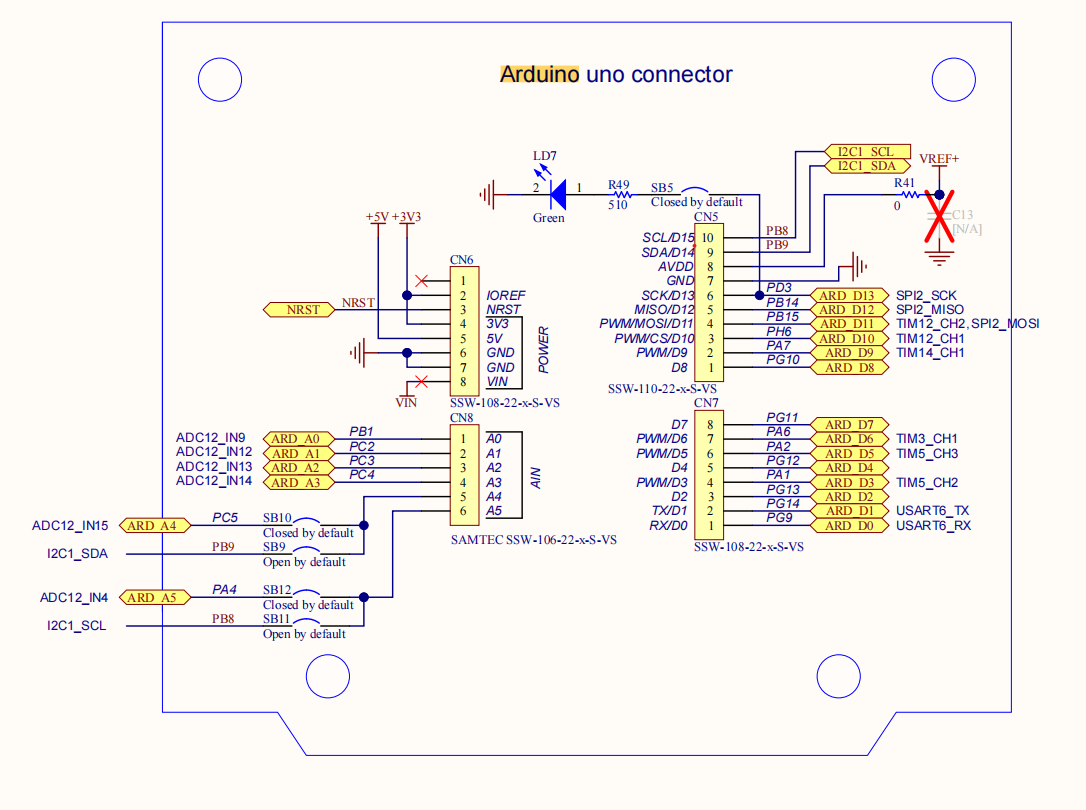 Arduino uno connector
I2C1_SCL
I2C1_SDA
VREF+
LD7
2
1
Green
R49
510
SB5
Closed by default
R41
0
C13
[N/A]
CN5
SCL/D15 10 PB8
SDA/D14 9 PB9
AVDD 8
GND 7
SCK/D13 6 PD3 ARD_D13 SPI2_SCK
MISO/D12 5 PB14 ARD_D12 SPI2_MISO
PWM/MOSI/D11 4 PB15 ARD_D11 TIM12_CH2,SPI2_MOSI
PWM/CS/D10 3 PH6 ARD_D10 TIM12_CH1
PWM/D9 2 PA7 ARD_D9 TIM14_CH1
D8 1 PG10 ARD_D8
SSW-110-22-x-S-VS
+5V +3V3
CN6
1
2 IOREF
NRST NRST 3 NRST
4 3V3
5 5V
6 GND
7 GND
8 VIN
POWER
VIN
SSW-108-22-x-S-VS
CN8
ADC12_IN9 ARD_A0 PB1 1 A0
ADC12_IN12 ARD_A1 PC2 2 A1
ADC12_IN13 ARD_A2 PC3 3 A2
ADC12_IN14 ARD_A3 PC4 4 A3
5 A4
6 A5
AIN
SAMTEC SSW-106-22-x-S-VS
ADC12_IN15 ARD_A4 PC5 SB10
Closed by default
I2C1_SDA PB9 SB9
Open by default
ADC12_IN4 ARD_A5 PA4 SB12
Closed by default
I2C1_SCL PB8 SB11
Open by default
CN7
D7 8 PG11 ARD_D7
PWM/D6 7 PA6 ARD_D6 TIM3_CH1
PWM/D5 6 PA2 ARD_D5 TIM5_CH3
D4 5 PG12 ARD_D4
PWM/D3 4 PA1 ARD_D3 TIM5_CH2
D2 3 PG13 ARD_D2
TX/D1 2 PG14 ARD_D1 USART6_TX
RX/D0 1 PG9 ARD_D0 USART6_RX
SSW-108-22-x-S-VS